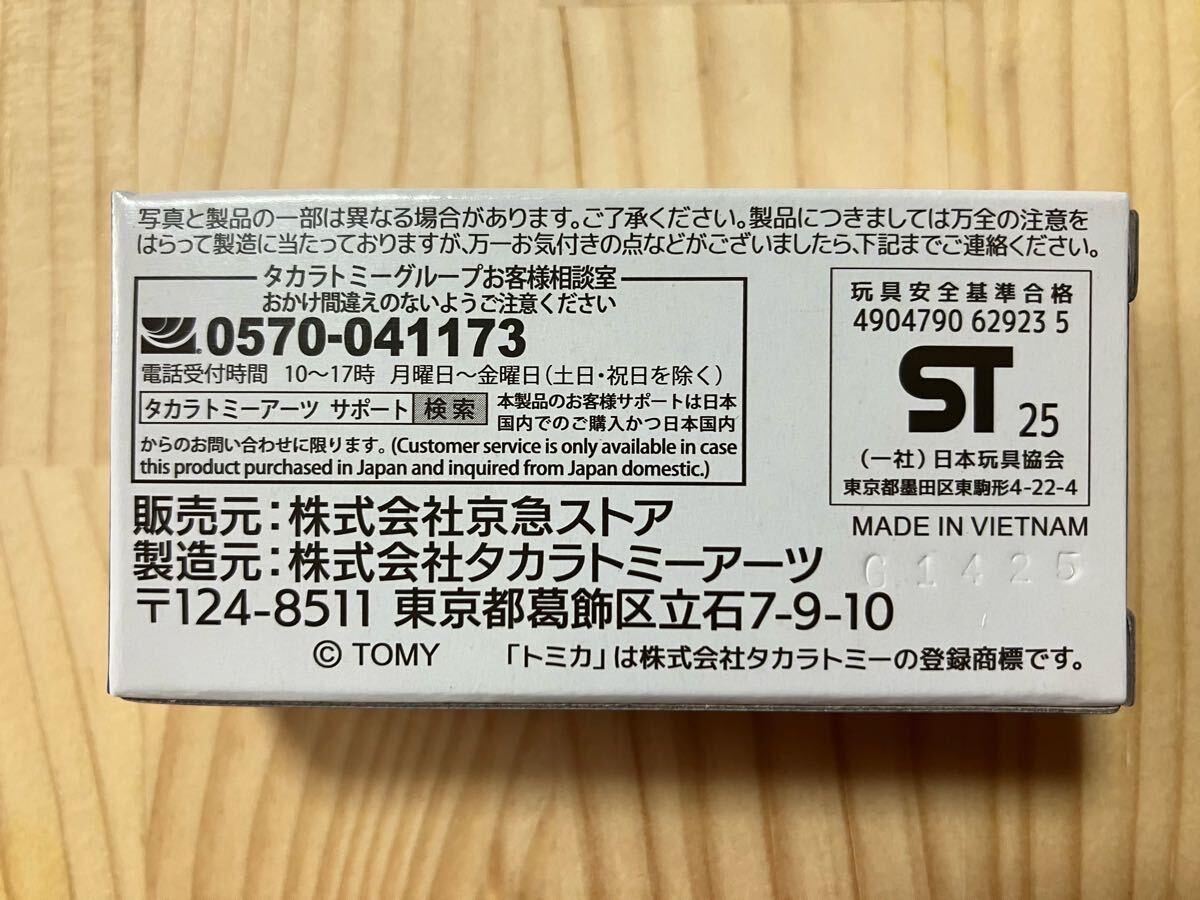 写真と製品の一部は異なる場合があります。ご了承ください。製品につきましては万全の注意を
はらって製造に当たっておりますが、万一お気付きの点などがございましたら、下記までご連絡ください。
タカラトミーグループお客様相談室
おかけ間違えのないようご注意ください
0570-041173
電話受付時間 10〜17時 月曜日〜金曜日(土日・祝日を除く)
タカラトミーアーツ サポート 検索
本製品のお客様サポートは日本
国内でのご購入かつ日本国内
からのお問い合わせに限ります。(Customer service is only available in case
this product purchased in Japan and inquired from Japan domestic.)
玩具安全基準合格
4904790 62923 5
ST 25
(一社)日本玩具協会
東京都墨田区東駒形4-22-4
MADE IN VIETNAM
G1425
販売元:株式会社京急ストア
製造元:株式会社タカラトミーアーツ
〒124-8511 東京都葛飾区立石7-9-10
© TOMY 「トミカ」は株式会社タカラトミーの登録商標です。